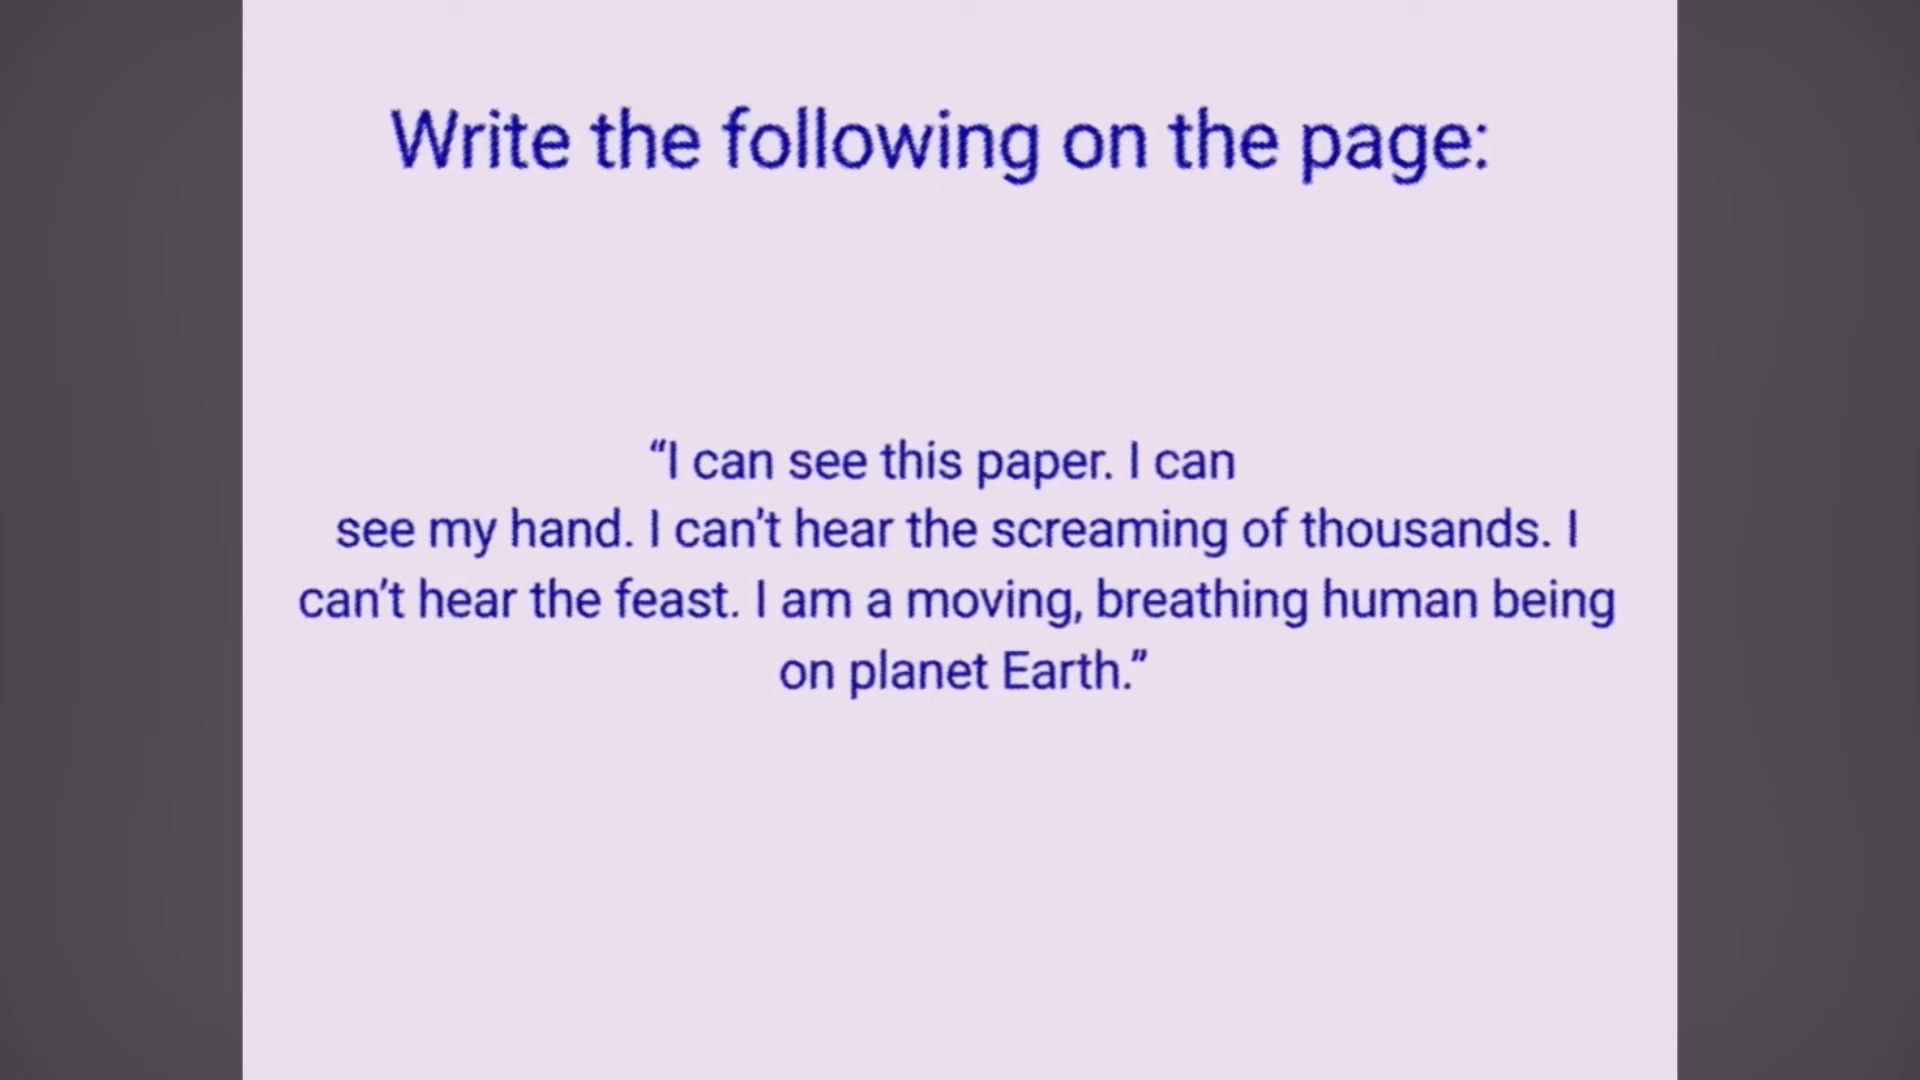 Write the following on the page:
“I can see this paper. I can
see my hand. I can’t hear the screaming of thousands. I
can’t hear the feast. I am a moving, breathing human being
on planet Earth.”